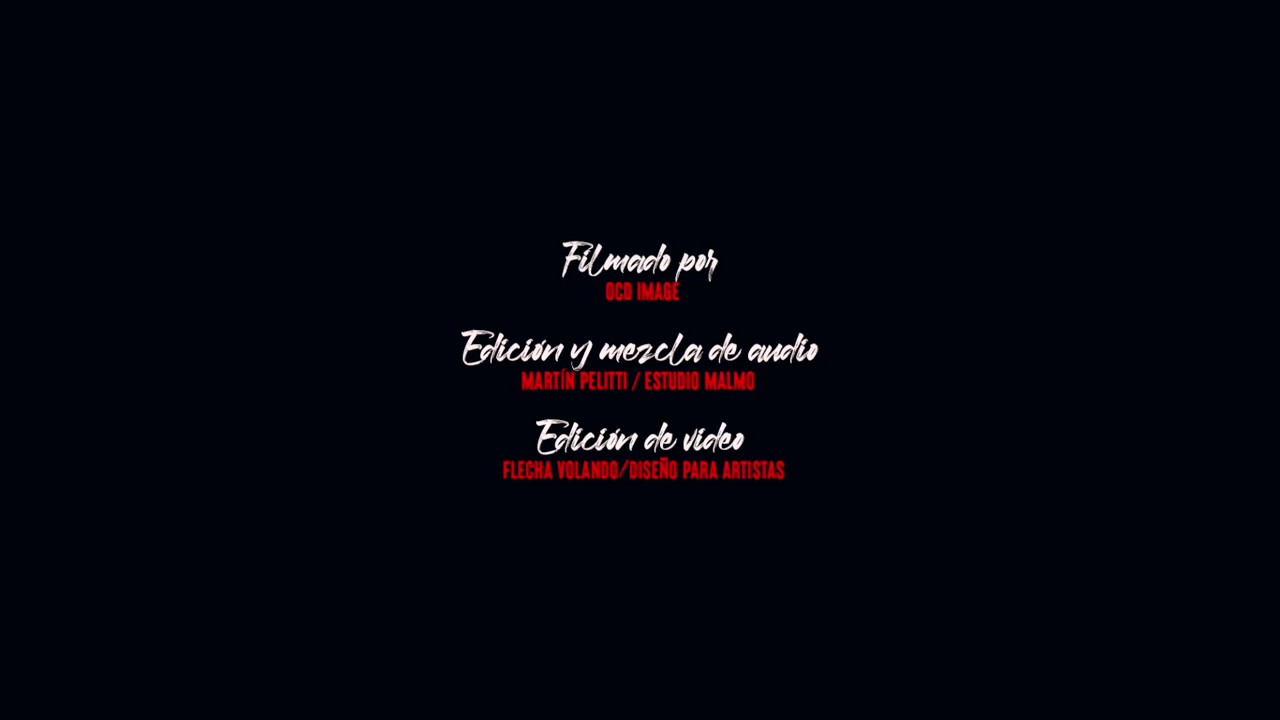 Filmado por
OCD IMAGE
Edición y mezcla de audio
MARTÍN PELITTI / ESTUDIO MALMO
Edición de video
FLECHA VOLANDO/DISEÑO PARA ARTISTAS